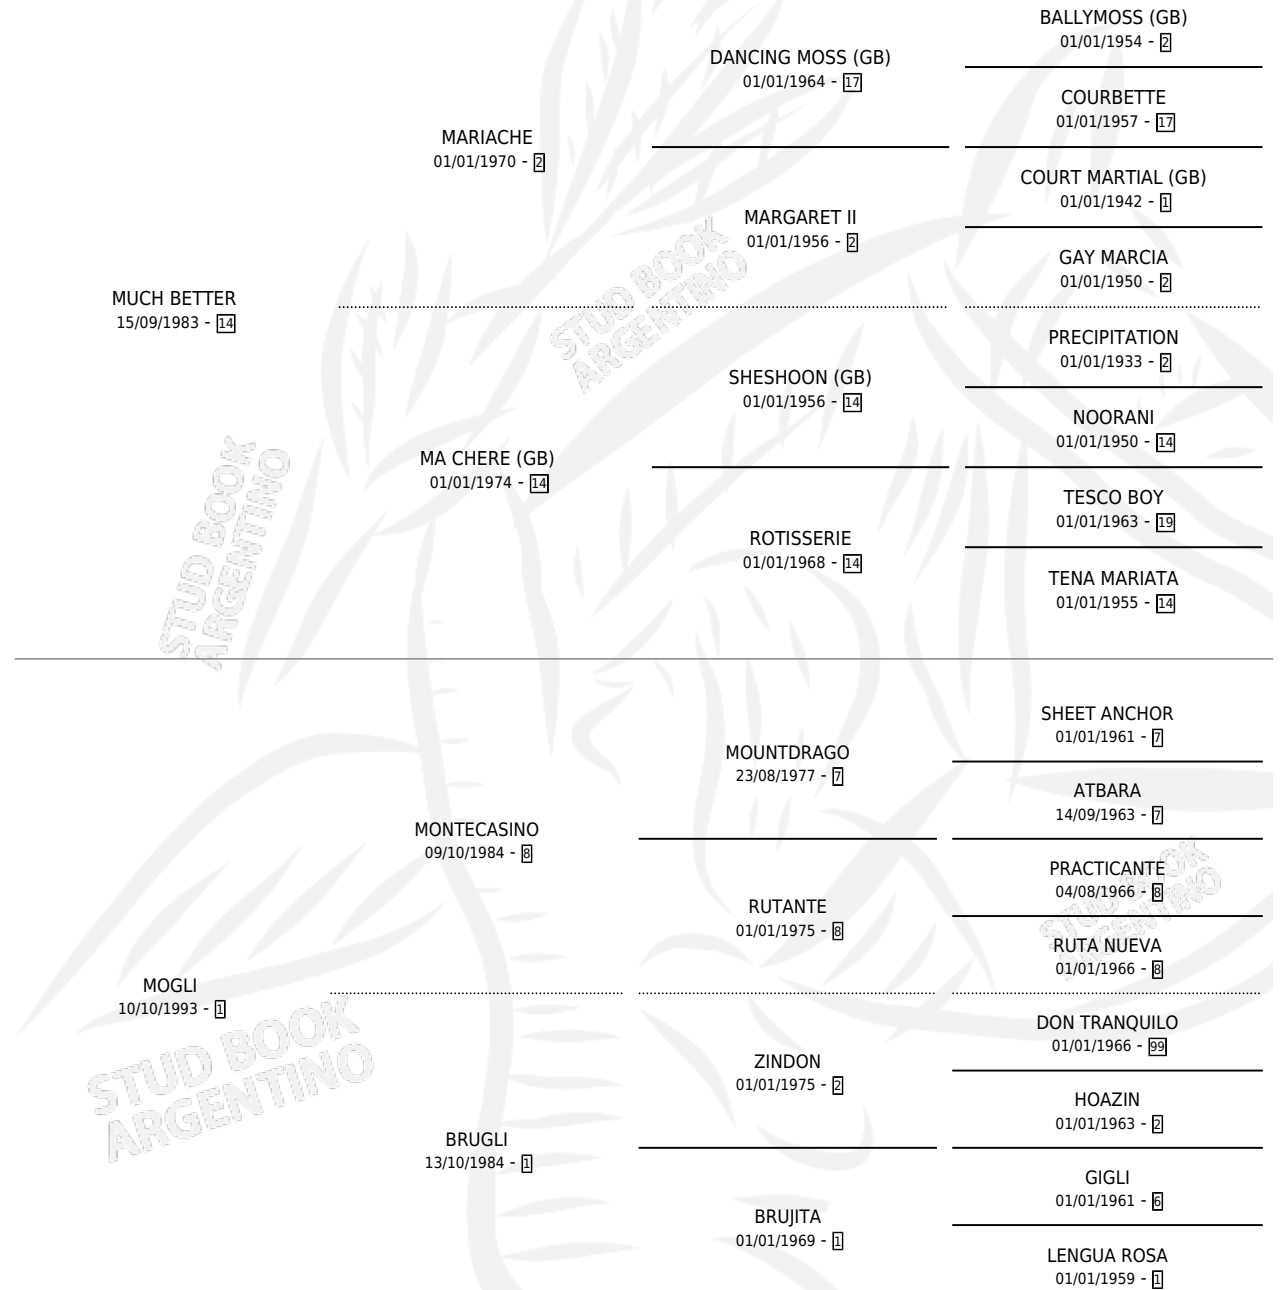 BALLYMOSS (GB)
01/01/1954 - 2
DANCING MOSS (GB)
01/01/1964 - 17
COURBETTE
01/01/1957 - 17
MARIACHE
01/01/1970 - 2
COURT MARTIAL (GB)
01/01/1942 - 1
MARGARET II
01/01/1956 - 2
GAY MARCIA
01/01/1950 - 2
MUCH BETTER
15/09/1983 - 14
PRECIPITATION
01/01/1933 - 2
SHESHOON (GB)
01/01/1956 - 14
NOORANI
01/01/1950 - 14
MA CHERE (GB)
01/01/1974 - 14
TESCO BOY
01/01/1963 - 19
ROTISSERIE
01/01/1968 - 14
TENA MARIATA
01/01/1955 - 14
STUD BOOK
ARGENTINO
STUD BOOK
ARGENTINO
SHEET ANCHOR
01/01/1961 - 7
MOUNTDRAGO
23/08/1977 - 7
ATBARA
14/09/1963 - 7
MONTECASINO
09/10/1984 - 8
PRACTICANTE
04/08/1966 - 8
RUTANTE
01/01/1975 - 8
RUTA NUEVA
01/01/1966 - 8
STUD BOOK
ARGENTINO
MOGLI
10/10/1993 - 1
DON TRANQUILO
01/01/1966 - 99
ZINDON
01/01/1975 - 2
HOAZIN
01/01/1963 - 2
BRUGLI
13/10/1984 - 1
GIGLI
01/01/1961 - 6
BRUJITA
01/01/1969 - 1
LENGUA ROSA
01/01/1959 - 1
STUD BOOK
ARGENTINO